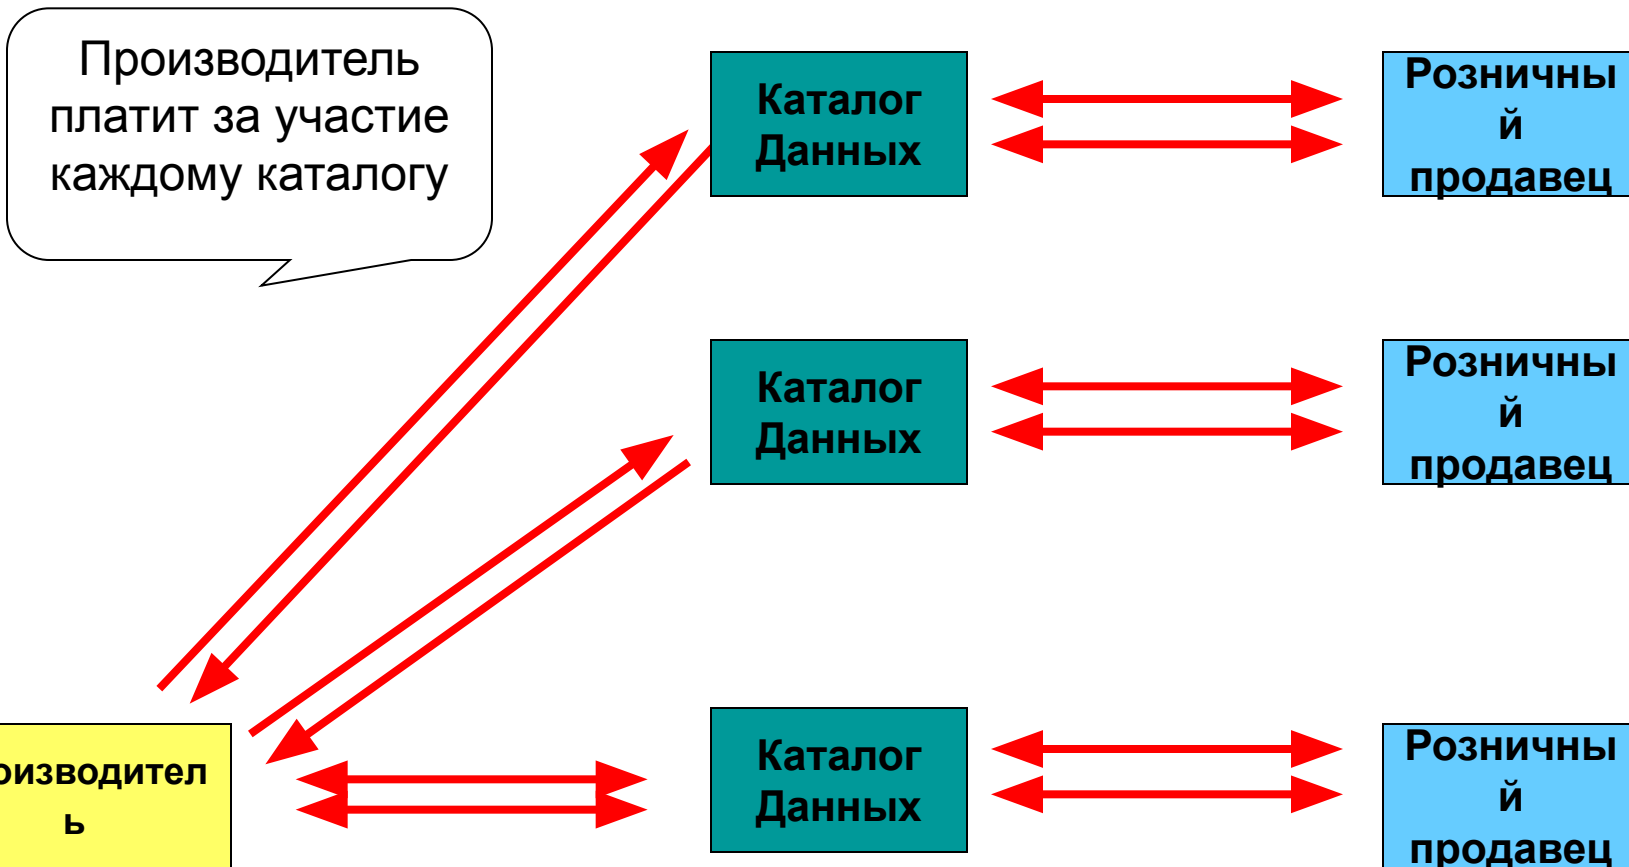 Производитель
платит за участие
каждому каталогу
Каталог
Данных
Розничны
й
продавец
Каталог
Данных
Розничны
й
продавец
оизводител
ь
Каталог
Данных
Розничны
й
продавец